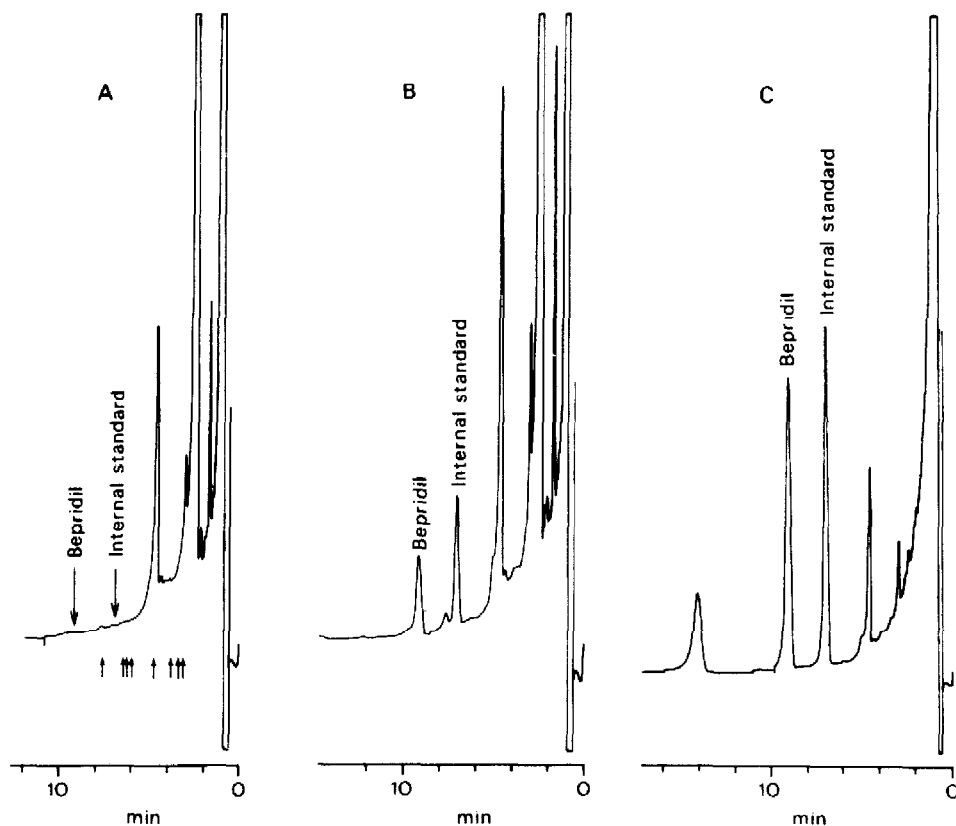 A
Bepridil
Internal standard
10
0
min
B
Bepridil
Internal standard
10
0
min
C
Bepridil
Internal standard
10
0
min